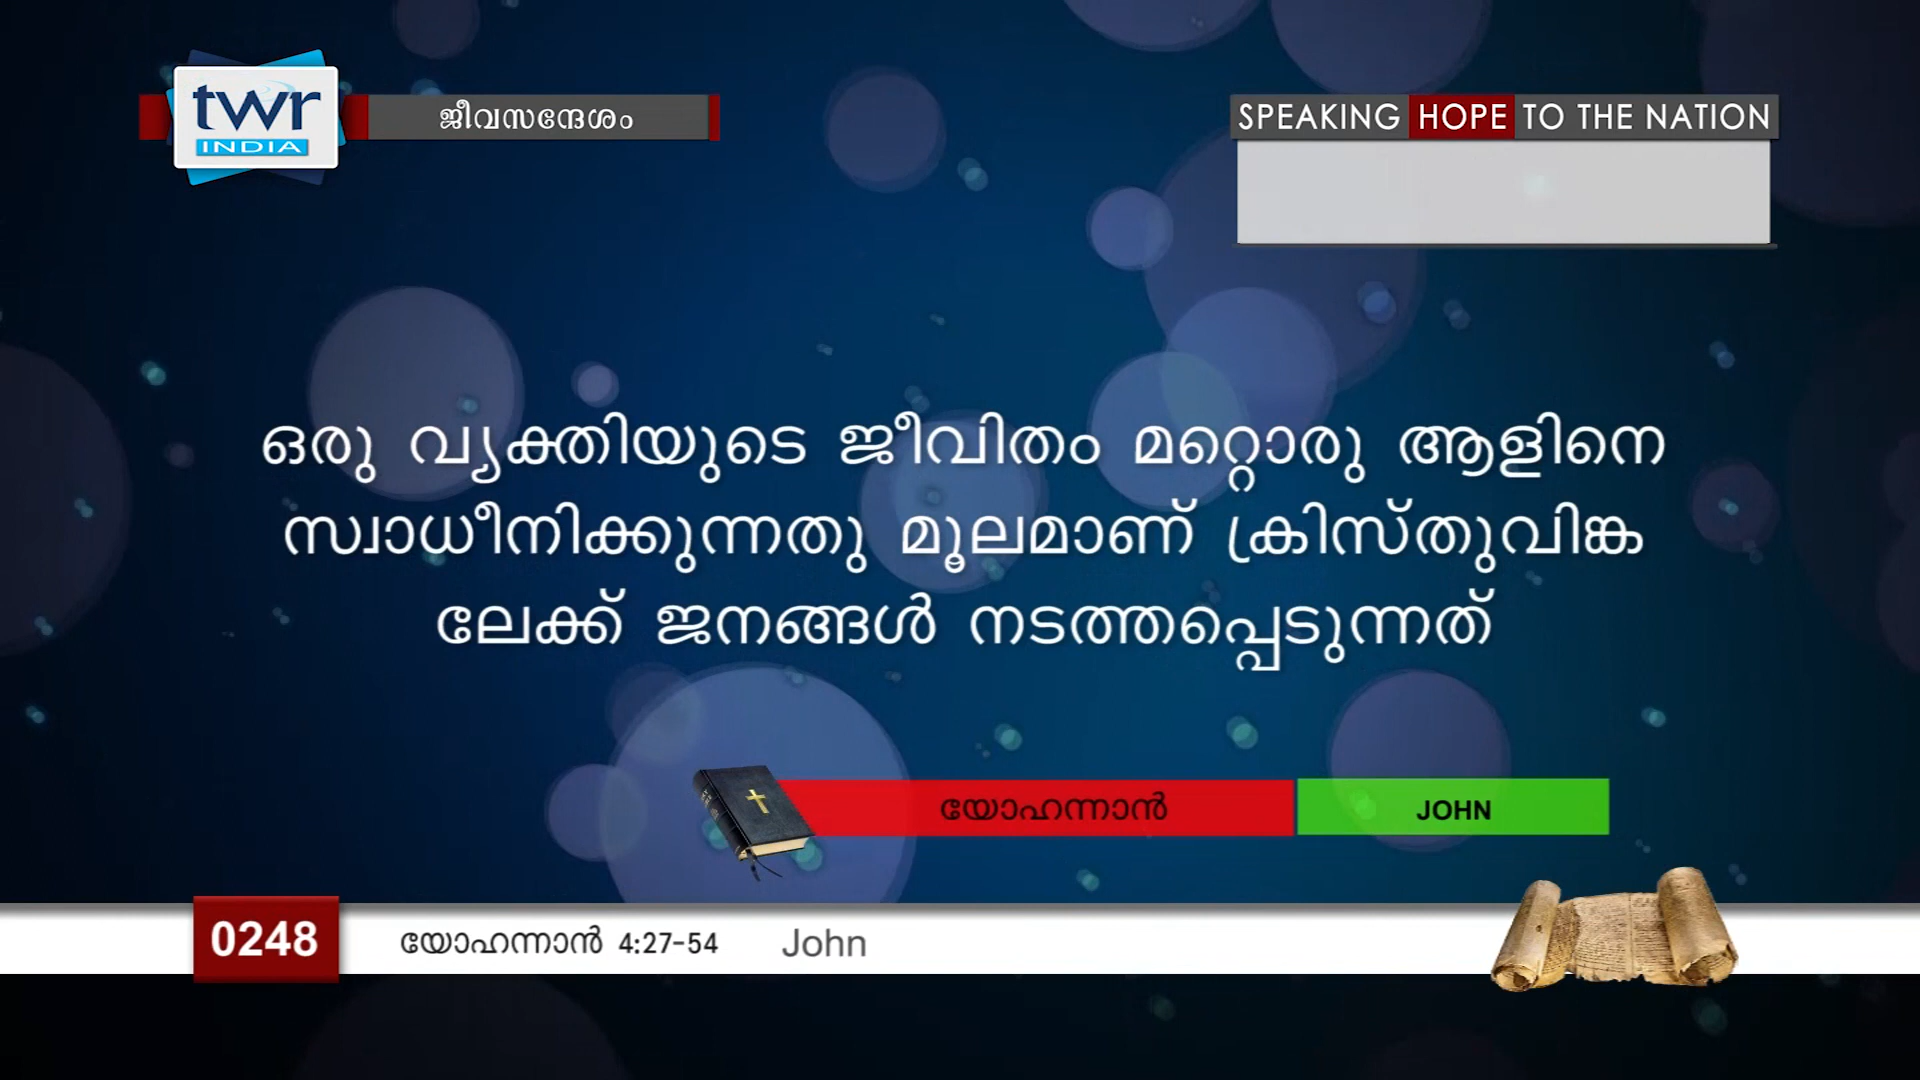 twr
INDIA
ജീവസന്ദേശം
SPEAKING HOPE TO THE NATION
ഒരു വ്യക്തിയുടെ ജീവിതം മറ്റൊരു ആളിനെ
സ്വാധീനിക്കുന്നതു മൂലമാണ് ക്രിസ്തുവിങ്ക
ലേക്ക് ജനങ്ങൾ നടത്തപ്പെടുന്നത്
യോഹന്നാൻ JOHN
0248 യോഹന്നാൻ 4:27-54 John